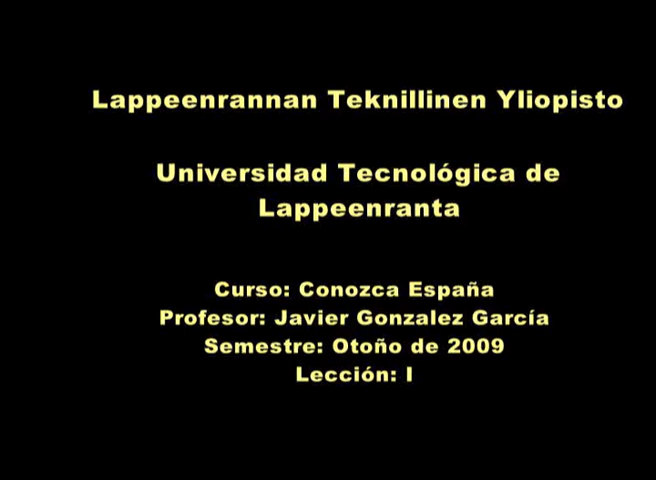 Lappeenrannan Teknillinen Yliopisto
Universidad Tecnológica de
Lappeenranta
Curso: Conozca España
Profesor: Javier Gonzalez García
Semestre: Otoño de 2009
Lección: I